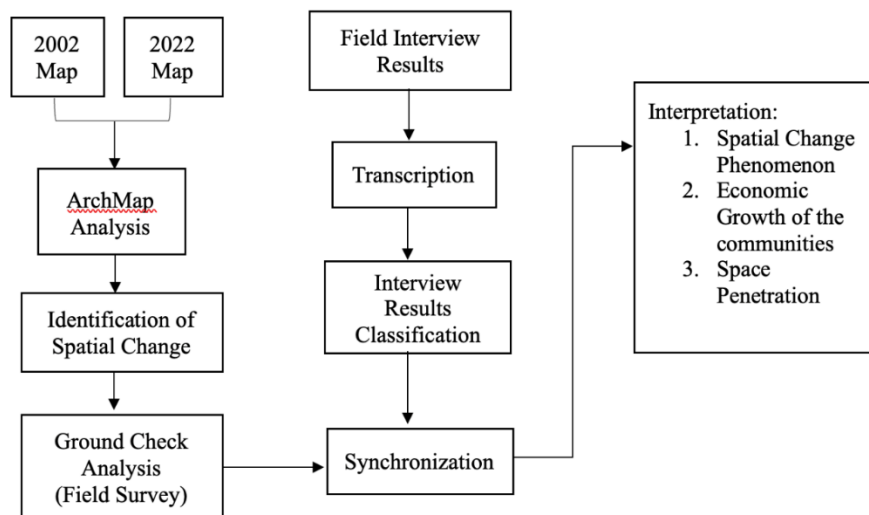 2002
Map
2022
Map
ArchMap
Analysis
Identification of
Spatial Change
Ground Check
Analysis
(Field Survey)
Field Interview
Results
Transcription
Interview
Results
Classification
Synchronization
Interpretation:
1. Spatial Change
Phenomenon
2. Economic
Growth of the
communities
3. Space
Penetration